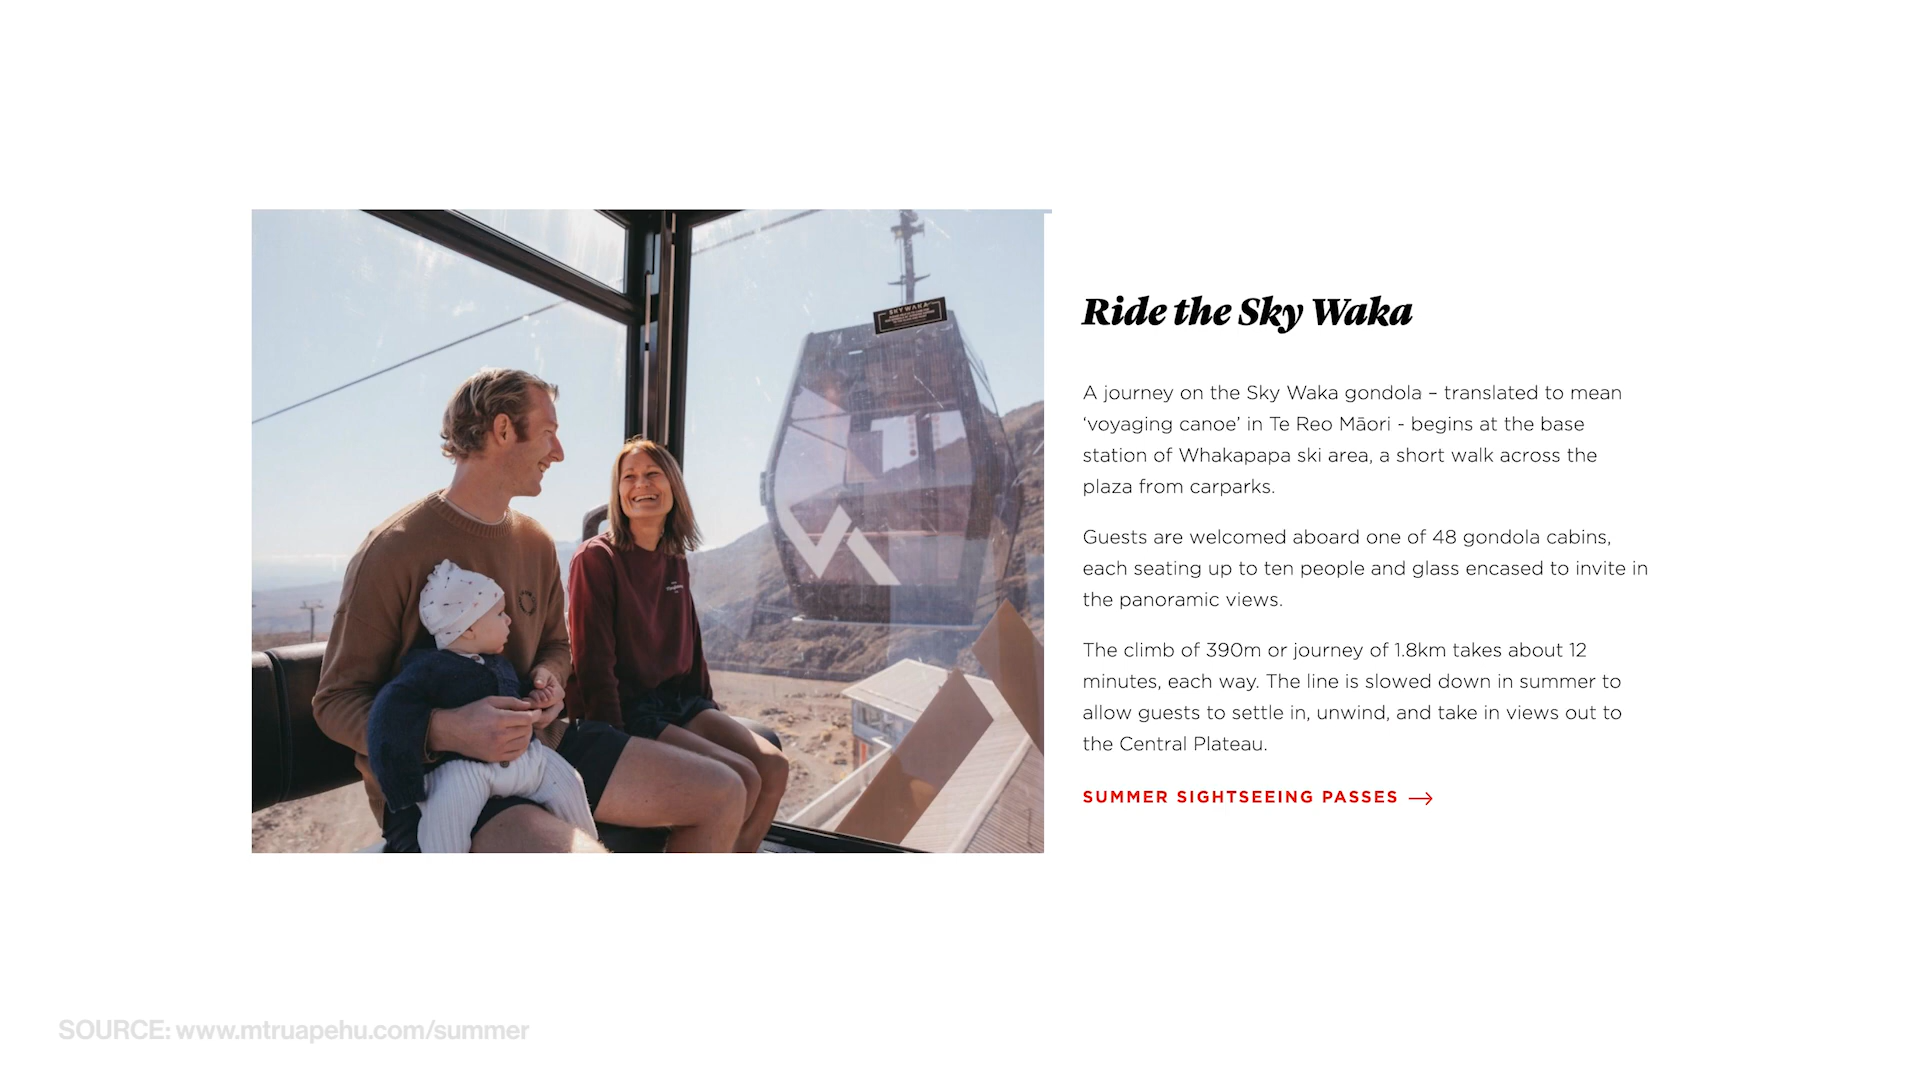 SKYWAKA
Ride the Sky Waka
A journey on the Sky Waka gondola – translated to mean
‘voyaging canoe’ in Te Reo Māori - begins at the base
station of Whakapapa ski area, a short walk across the
plaza from carparks.
Guests are welcomed aboard one of 48 gondola cabins,
each seating up to ten people and glass encased to invite in
the panoramic views.
The climb of 390m or journey of 1.8km takes about 12
minutes, each way. The line is slowed down in summer to
allow guests to settle in, unwind, and take in views out to
the Central Plateau.
SUMMER SIGHTSEEING PASSES →
SOURCE: www.mtruapehu.com/summer